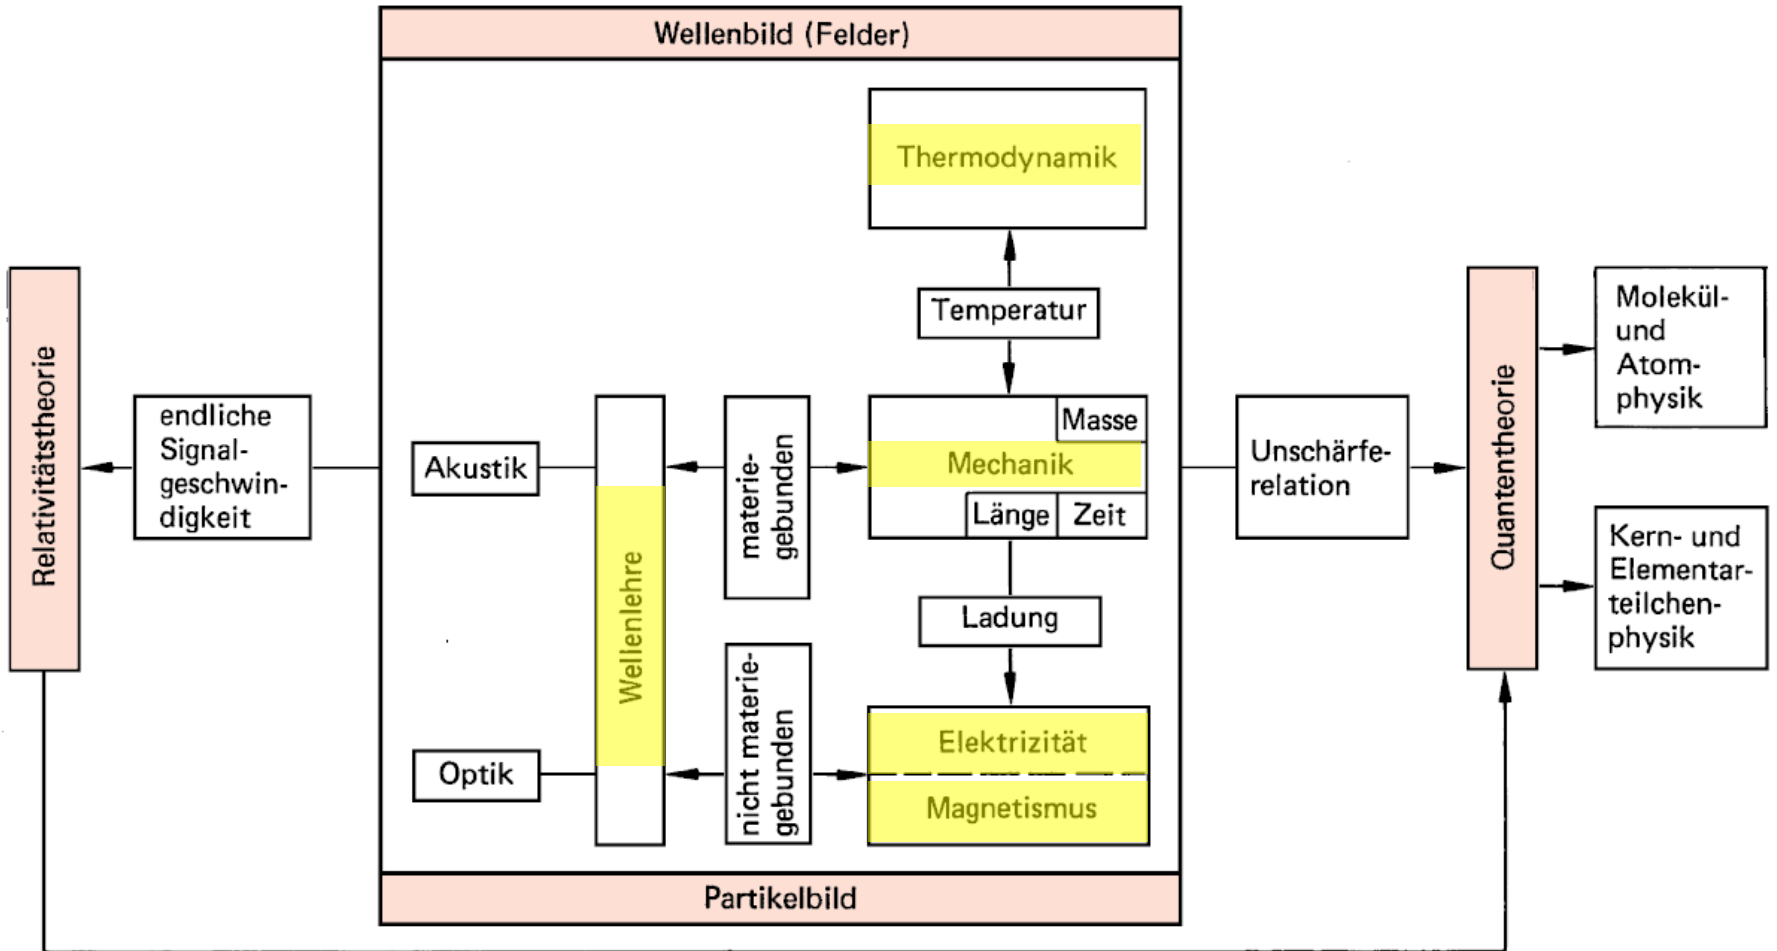 Wellenbild (Felder)
Thermodynamik
Temperatur
Relativitätstheorie
endliche
Signal-
geschwin-
digkeit
Akustik
Optik
Wellenlehre
materie-
gebunden
nicht materie-
gebunden
Masse
Mechanik
Länge
Zeit
Ladung
Elektrizität
Magnetismus
Unschärfe-
relation
Quantentheorie
Molekül-
und
Atom-
physik
Kern- und
Elementar-
teilchen-
physik
Partikelbild